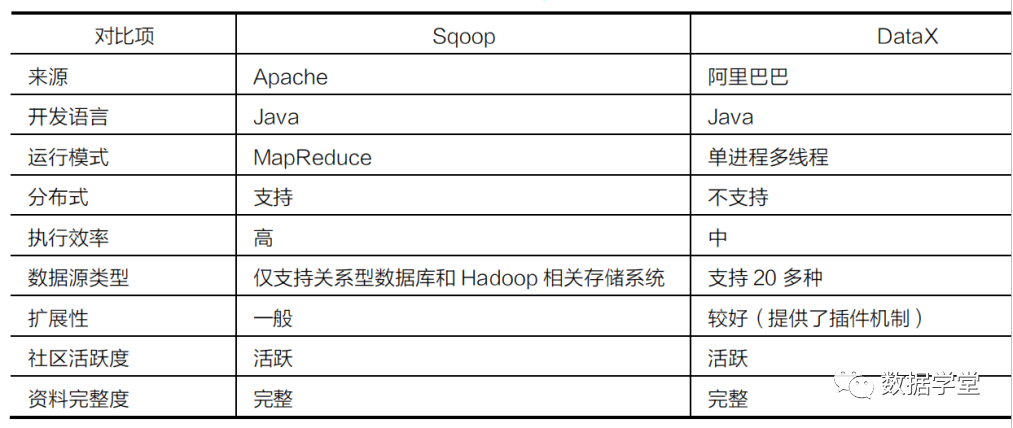 对比项 Sqoop DataX
来源 Apache 阿里巴巴
开发语言 Java Java
运行模式 MapReduce 单进程多线程
分布式 支持 不支持
执行效率 高 中
数据源类型 仅支持关系型数据库和 Hadoop 相关存储系统 支持 20 多种
扩展性 一般 较好（提供了插件机制）
社区活跃度 活跃 活跃
资料完整度 完整 完整
数据学堂